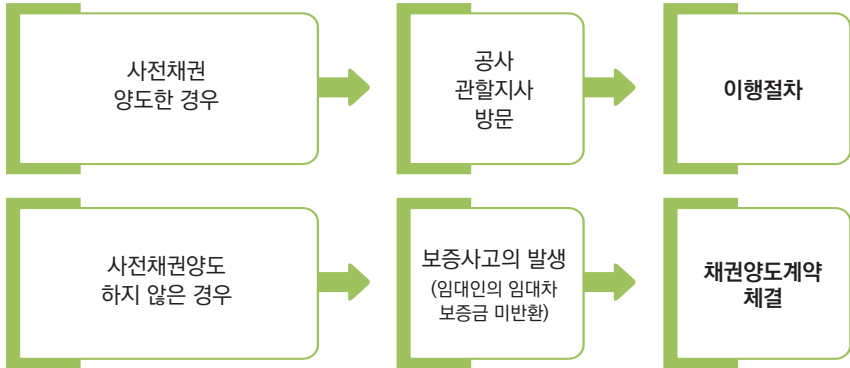 사전채권
양도한 경우
공사
관할지사
방문
이행절차
사전채권양도
하지 않은 경우
보증사고의 발생
(임대인의 임대차
보증금 미반환)
채권양도계약
체결